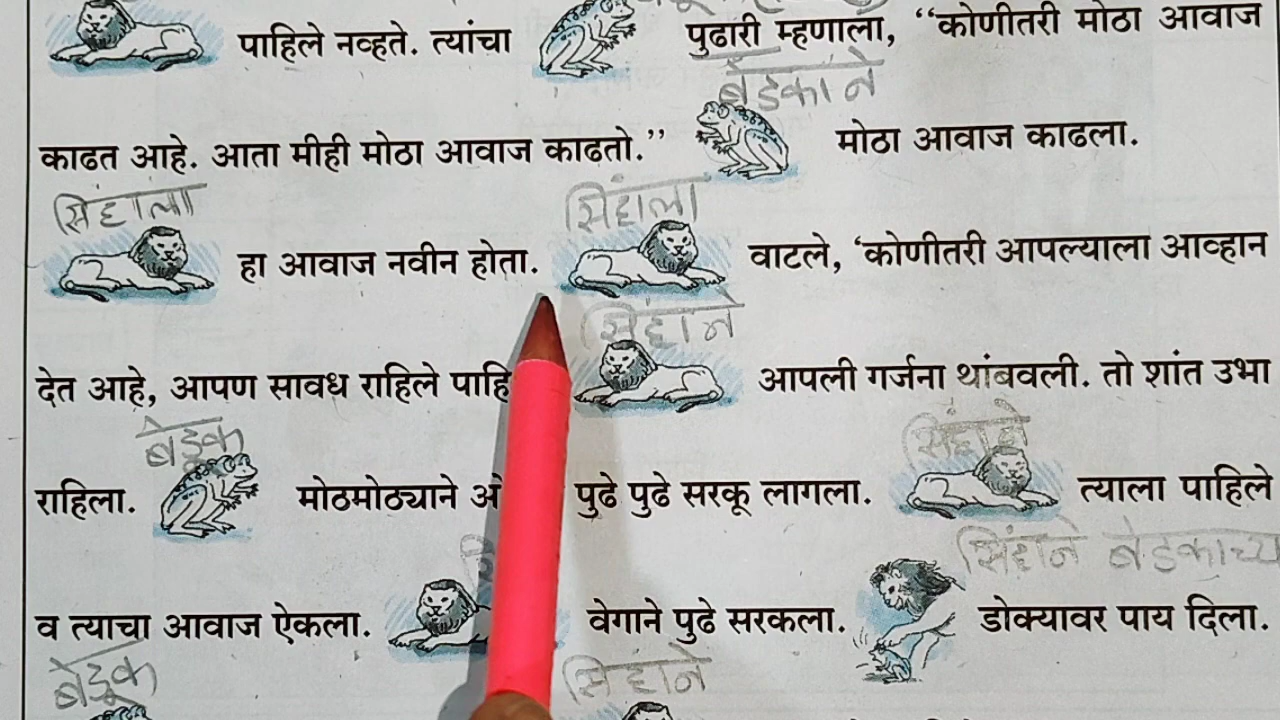 पाहिले नव्हते. त्यांचा पुढारी म्हणाला, “कोणीतरी मोठा आवाज
बेडकाने
काढत आहे. आता मीही मोठा आवाज काढतो.” मोठा आवाज काढला.
सिंहाला सिंहाला
हा आवाज नवीन होता. वाटले, ‘कोणीतरी आपल्याला आव्हान
सिंहाने
देत आहे, आपण सावध राहिले पाहि आपली गर्जना थांबवली. तो शांत उभा
बेडूक सिंहाने
राहिला. मोठमोठ्याने ओ पुढे पुढे सरकू लागला. त्याला पाहिले
सिंहाने बेडकाच्या
व त्याचा आवाज ऐकला. वेगाने पुढे सरकला. डोक्यावर पाय दिला.
बेडूक सिंहाने